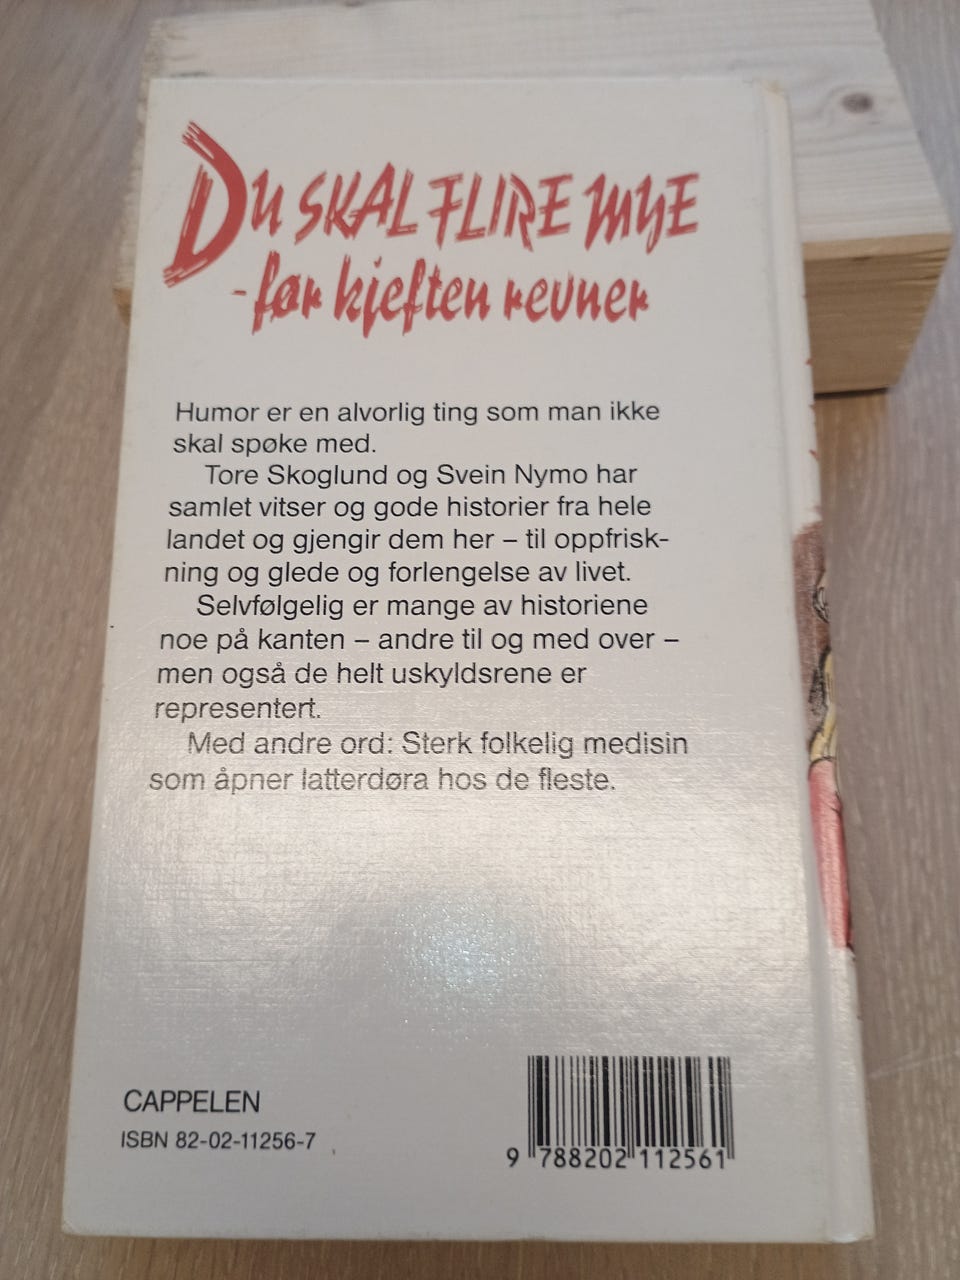 Du skal flire mye
- før kjeften revner
Humor er en alvorlig ting som man ikke
skal spøke med.
Tore Skoglund og Svein Nymo har
samlet vitser og gode historier fra hele
landet og gjengir dem her – til oppfrisk-
ning og glede og forlengelse av livet.
Selvfølgelig er mange av historiene
noe på kanten – andre til og med over –
men også de helt uskyldsrene er
representert.
Med andre ord: Sterk folkelig medisin
som åpner latterdøra hos de fleste.
CAPPELEN
ISBN 82-02-11256-7
9 788202 112561